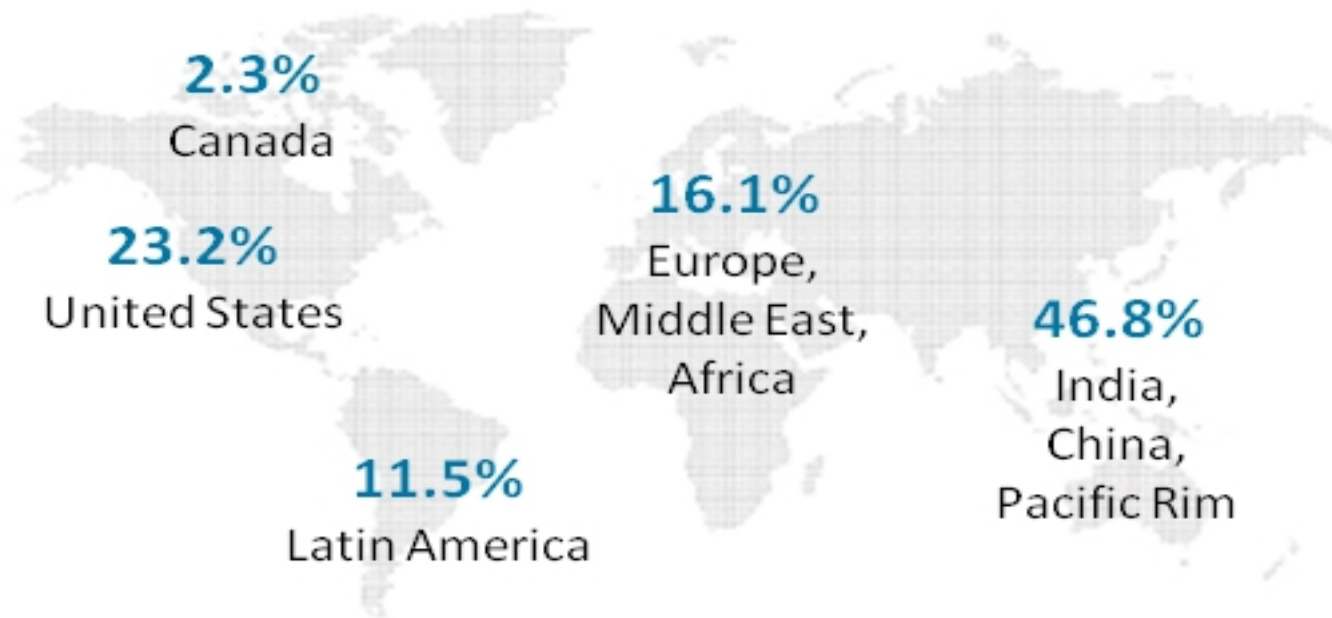 2.3%
Canada
23.2%
United States
16.1%
Europe,
Middle East,
Africa
46.8%
India,
China,
Pacific Rim
11.5%
Latin America